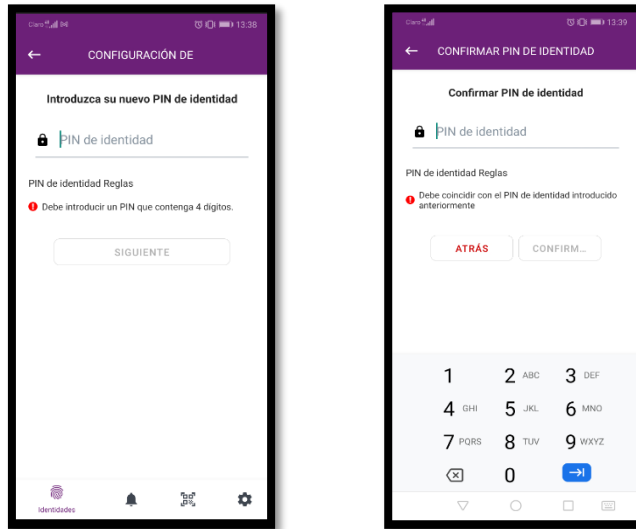 Claro 13:38
CONFIGURACIÓN DE
Introduzca su nuevo PIN de identidad
PIN de identidad
PIN de identidad Reglas
Debe introducir un PIN que contenga 4 dígitos.
SIGUIENTE
Identidades
Claro 13:39
CONFIRMAR PIN DE IDENTIDAD
Confirmar PIN de identidad
PIN de identidad
PIN de identidad Reglas
Debe coincidir con el PIN de identidad introducido
anteriormente
ATRÁS CONFIRM...
1 2 ABC 3 DEF
4 GHI 5 JKL 6 MNO
7 PQRS 8 TUV 9 WXYZ
0